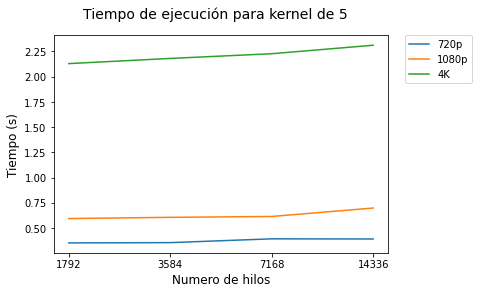 Tiempo de ejecución para kernel de 5
720p
1080p
4K
Tiempo (s)
2.25
2.00
1.75
1.50
1.25
1.00
0.75
0.50
1792 3584 7168 14336
Numero de hilos